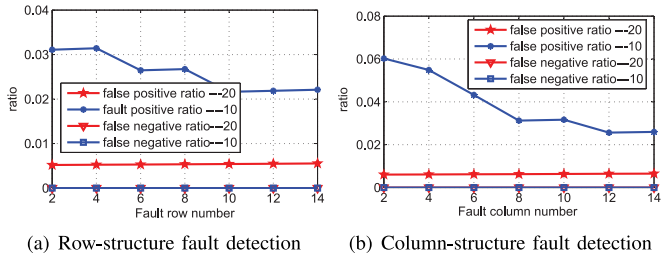 0.04
0.03
0.02
0.01
0
ratio
2 4 6 8 10 12 14
Fault row number
false positive ratio —-20
fault positive ratio —-10
false negative ratio—-20
false negative ratio—-10
(a) Row-structure fault detection
0.08
0.06
0.04
0.02
0
ratio
2 4 6 8 10 12 14
Fault column number
false positive ratio —-20
false positive ratio —-10
false negative ratio—-20
false negative ratio—-10
(b) Column-structure fault detection